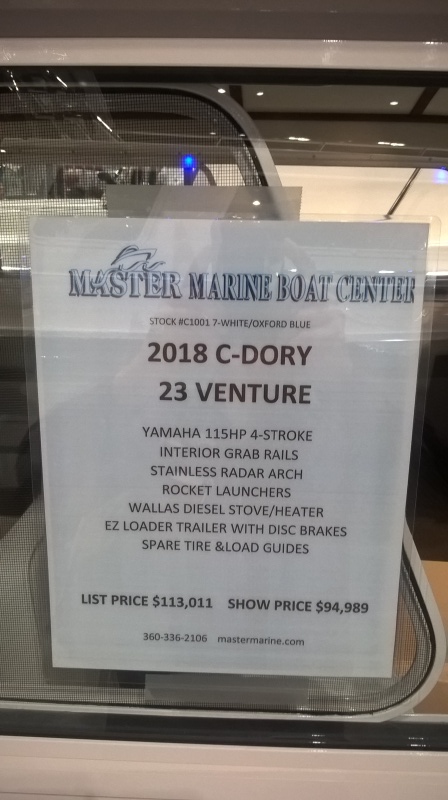 MASTER MARINE BOAT CENTER
STOCK #C1001 7-WHITE/OXFORD BLUE
2018 C-DORY
23 VENTURE
YAMAHA 115HP 4-STROKE
INTERIOR GRAB RAILS
STAINLESS RADAR ARCH
ROCKET LAUNCHERS
WALLAS DIESEL STOVE/HEATER
EZ LOADER TRAILER WITH DISC BRAKES
SPARE TIRE &LOAD GUIDES
LIST PRICE $113,011 SHOW PRICE $94,989
360-336-2106 mastermarine.com